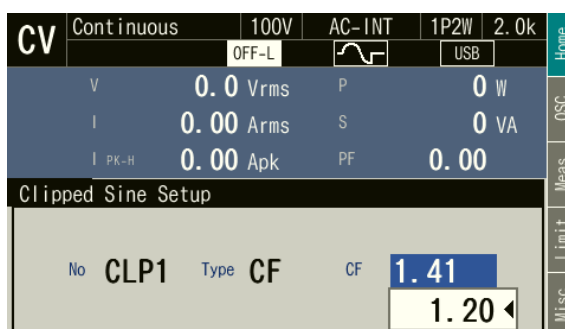 CV Continuous 100V AC-INT 1P2W 2.0k
OFF-L USB
V 0.0 Vrms P 0 W
I 0.00 Arms S 0 VA
I PK-H 0.00 Apk PF 0.00
Clipped Sine Setup
No CLP1 Type CF CF 1.41
1.20
Home
OSC
Meas
Limit
Misc